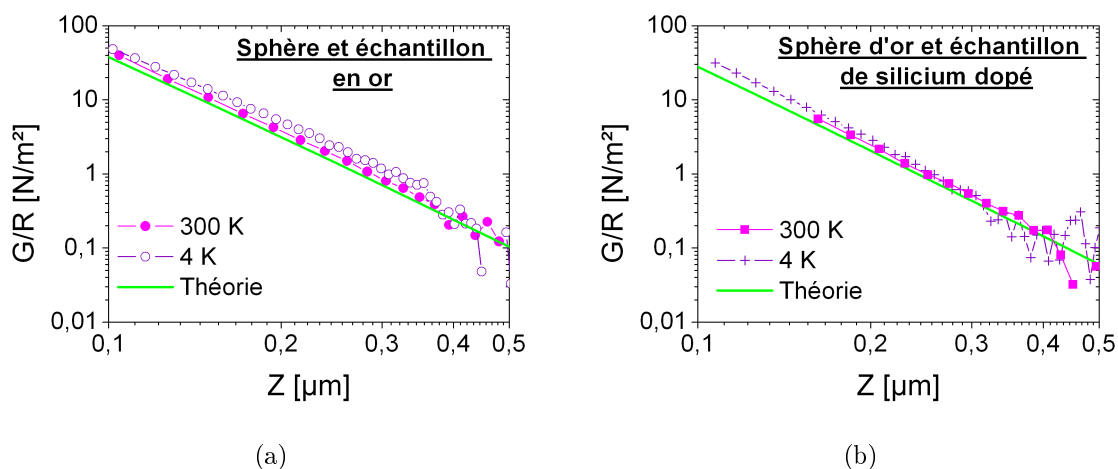 100
10
1
0,1
0,01
G/R [N/m²]
Sphère et échantillon
en or
300 K
4 K
Théorie
0,1
0,2
0,3
0,4
0,5
Z [µm]
(a)
100
10
1
0,1
0,01
G/R [N/m²]
Sphère d'or et échantillon
de silicium dopé
300 K
4 K
Théorie
0,1
0,2
0,3
0,4
0,5
Z [µm]
(b)